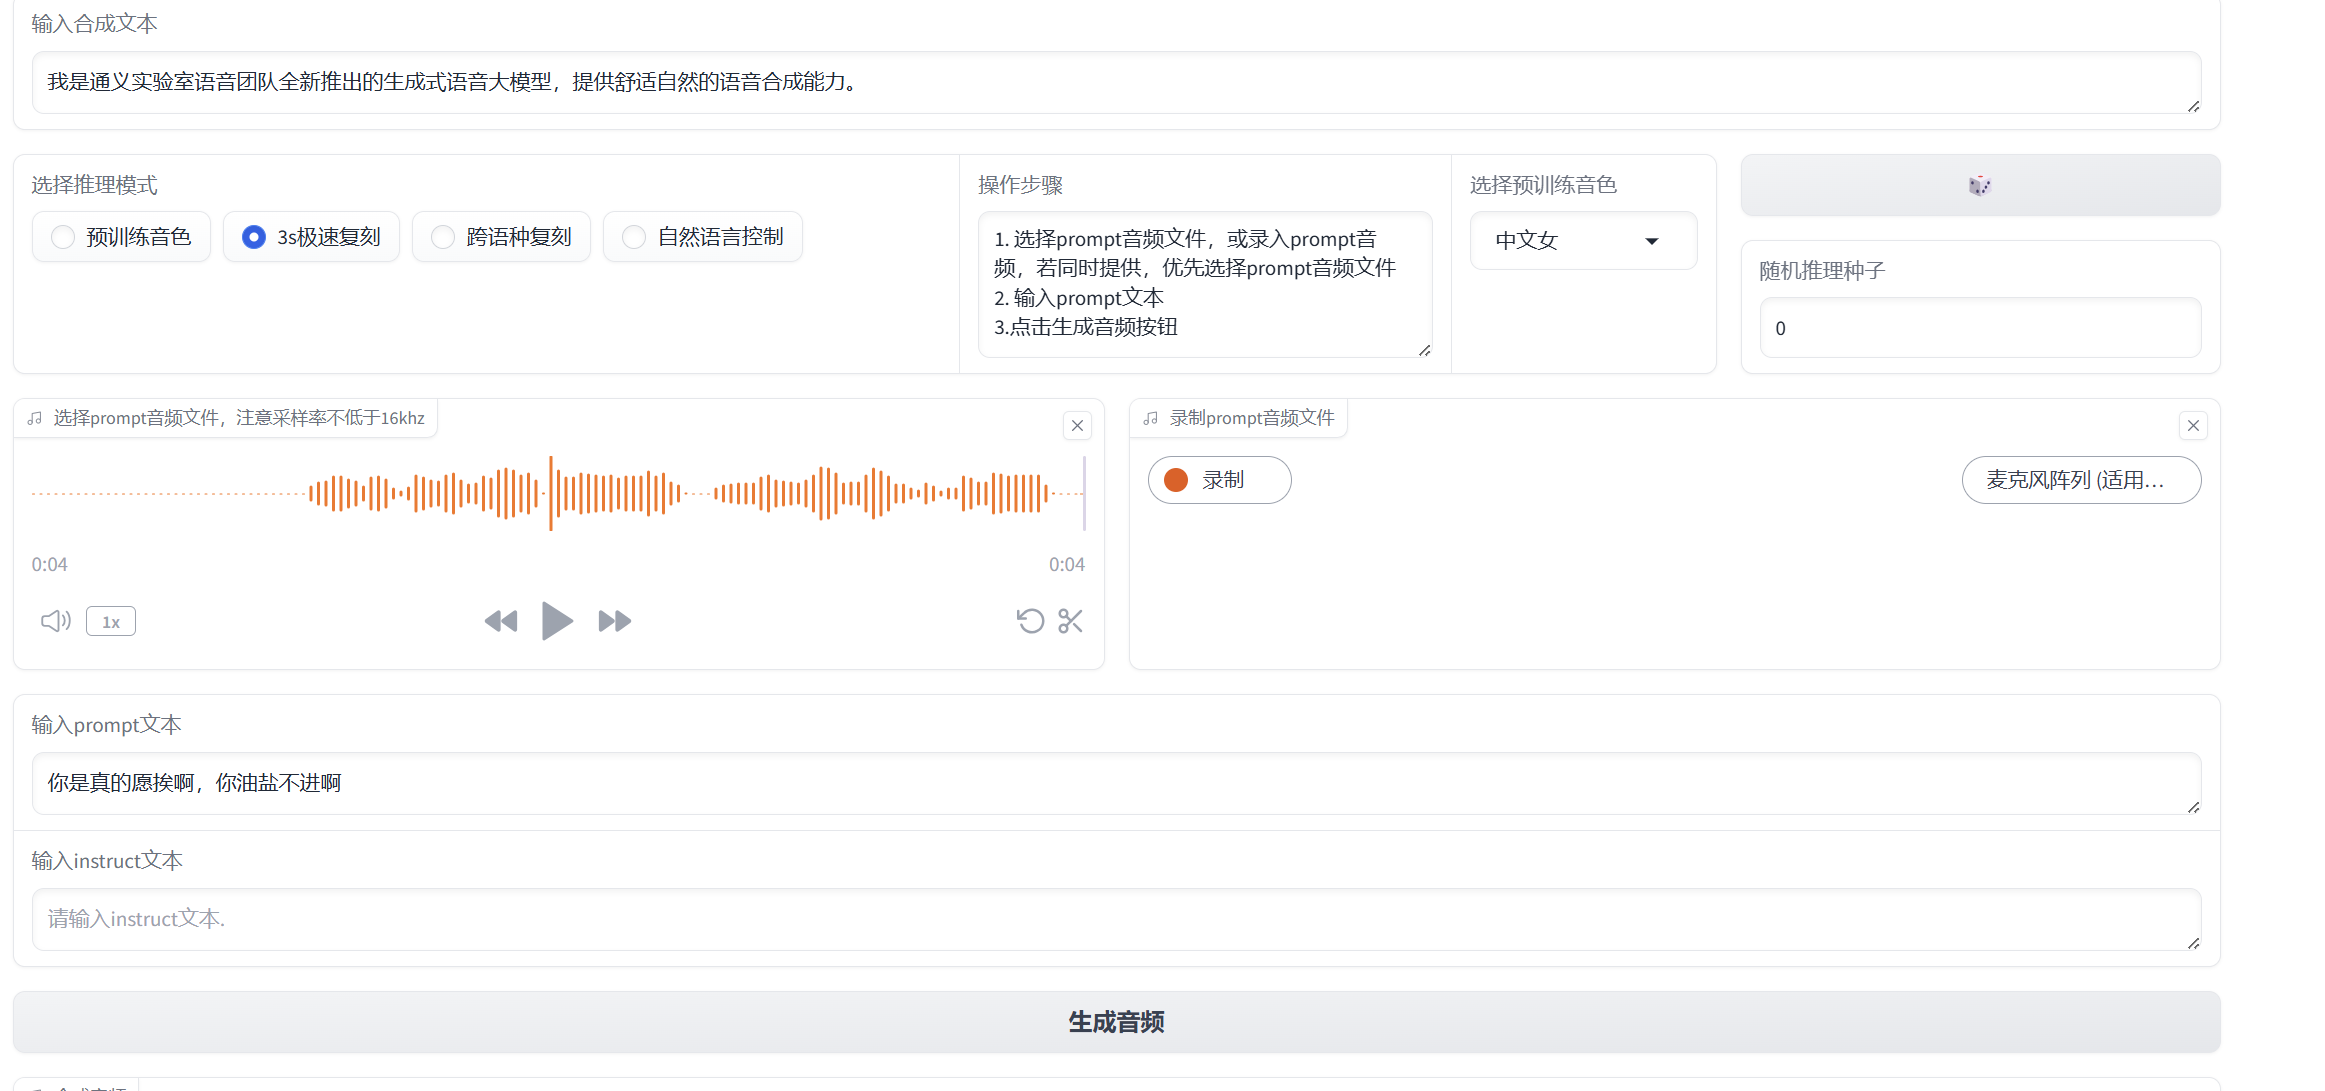 输入合成文本
我是通义实验室语音团队全新推出的生成式语音大模型，提供舒适自然的语音合成能力。
选择推理模式
预训练音色
3s极速复刻
跨语种复刻
自然语言控制
操作步骤
1. 选择prompt音频文件，或录入prompt音
频，若同时提供，优先选择prompt音频文件
2. 输入prompt文本
3.点击生成音频按钮
选择预训练音色
中文女
随机推理种子
0
选择prompt音频文件，注意采样率不低于16khz
0:04
0:04
1x
录制prompt音频文件
录制
麦克风阵列 (适用...
输入prompt文本
你是真的愿挨啊，你油盐不进啊
输入instruct文本
请输入instruct文本.
生成音频